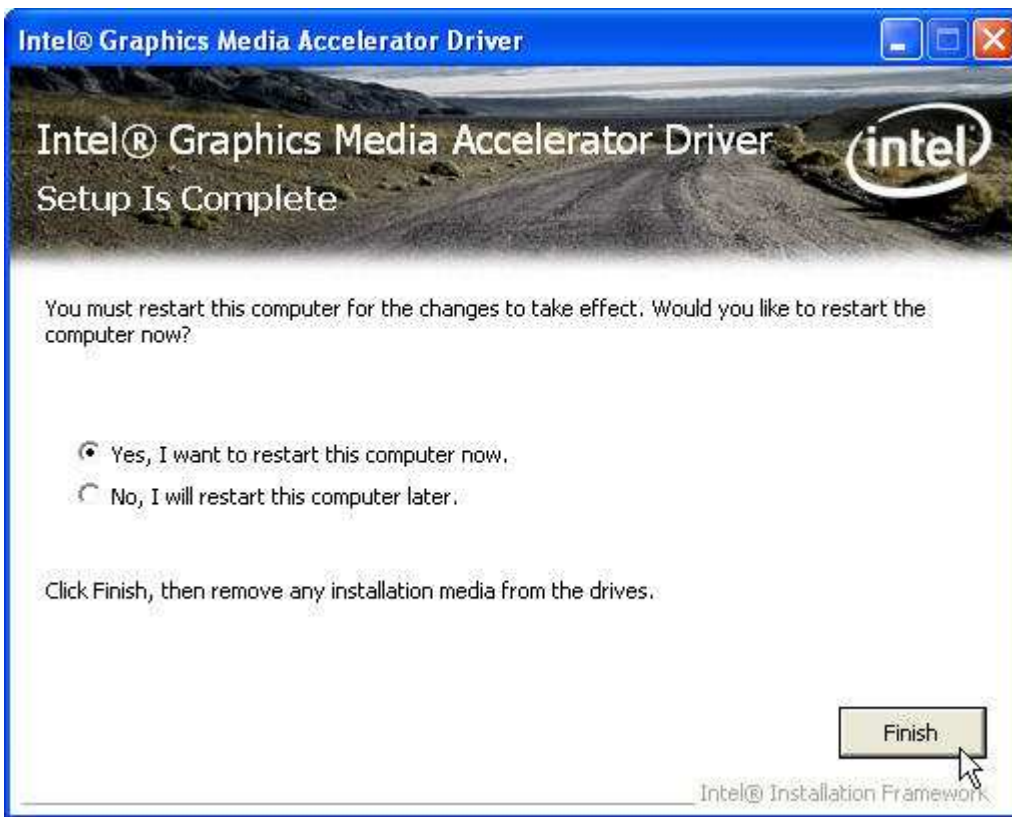 Intel® Graphics Media Accelerator Driver
Intel® Graphics Media Accelerator Driver
intel
Setup Is Complete
You must restart this computer for the changes to take effect. Would you like to restart the
computer now?
Yes, I want to restart this computer now.
No, I will restart this computer later.
Click Finish, then remove any installation media from the drives.
Finish
Intel® Installation Framework